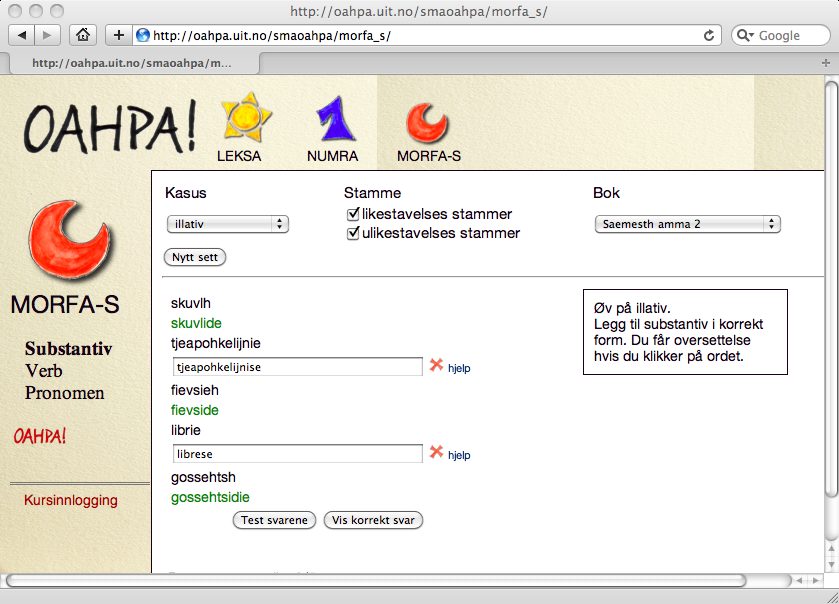 http://oahpa.uit.no/smaoahpa/morfa_s/
http://oahpa.uit.no/smaoahpa/morfa_s/
Google
http://oahpa.uit.no/smaoahpa/m...
OAHPA!
LEKSA
NUMRA
MORFA-S
MORFA-S
Substantiv
Verb
Pronomen
OAHPA!
Kursinnlogging
Kasus
illativ
Nytt sett
Stamme
likestavelses stammer
ulikestavelses stammer
Bok
Saemesth amma 2
skuvlh
skuvlide
tjeapohkelijnie
tjeapohkelijnise
hjelp
fievsieh
fievside
librie
librese
hjelp
gossehtsh
gossehtsidie
Test svarene
Vis korrekt svar
Øv på illativ.
Legg til substantiv i korrekt
form. Du får oversettelse
hvis du klikker på ordet.